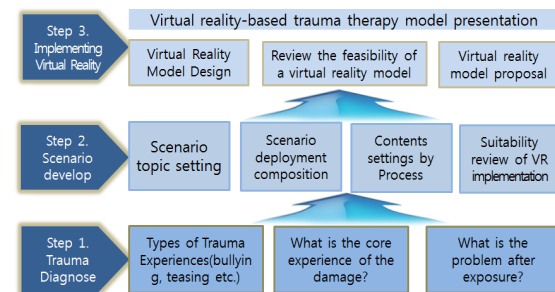 Virtual reality-based trauma therapy model presentation
Step 3.
Implementing
Virtual Reality
Virtual Reality
Model Design
Review the feasibility of
a virtual reality model
Virtual reality
model proposal
Step 2.
Scenario
develop
Scenario
topic setting
Scenario
deployment
composition
Contents
settings by
Process
Suitability
review of VR
implementation
Step 1.
Trauma
Diagnose
Types of Trauma
Experiences(bullyin
g, teasing etc.)
What is the core
experience of the
damage?
What is the
problem after
exposure?